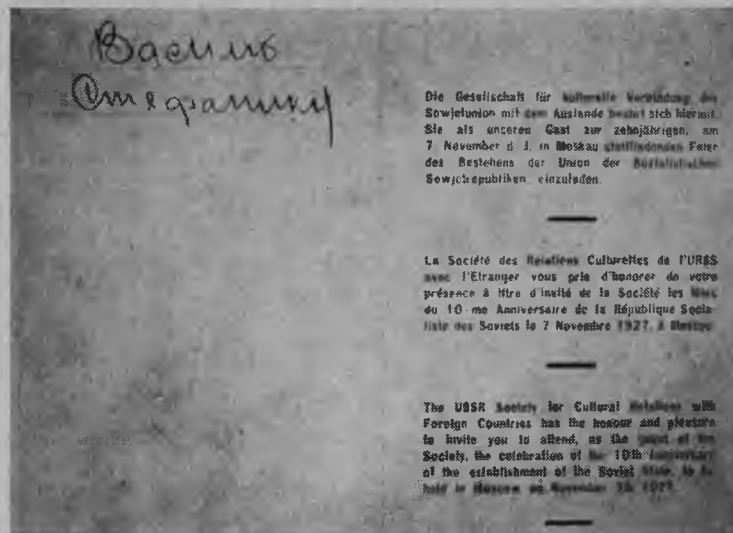 Василь
Стефанику
Die Gesellschaft für kulturelle Verbindung der
Sowjetunion mit dem Auslande beehrt sich hiermit,
Sie als unseren Gast zur zehnjährigen, am
7. November d. J. in Moskau stattfindenden Feier
des Bestehens der Union der Sozialistischen
Sowjetrepubliken einzuladen.
La Société des Relations Culturelles de l'URSS
avec l'Etranger vous prie d'honorer de votre
présence à titre d'invité de la Société les fêtes
du 10-me Anniversaire de la République Socia-
liste des Soviets le 7 Novembre 1927, à Moscou.
The USSR Society for Cultural Relations with
Foreign Countries has the honour and pleasure
to invite you to attend, as the guest of the
Society, the celebration of the 10th Anniversary
of the establishment of the Soviet State, to be
held in Moscow on November 1927.